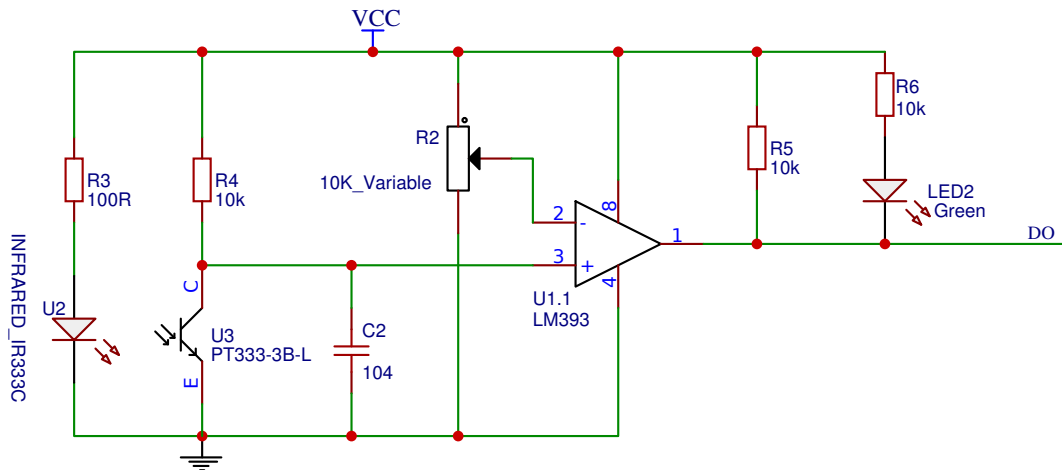 VCC
R3
100R
R4
10k
R2
10K_Variable
R5
10k
R6
10k
LED2
Green
DO
2
-
3
+
8
4
1
U1.1
LM393
INFRARED_IR333C
U2
C
E
U3
PT333-3B-L
C2
104